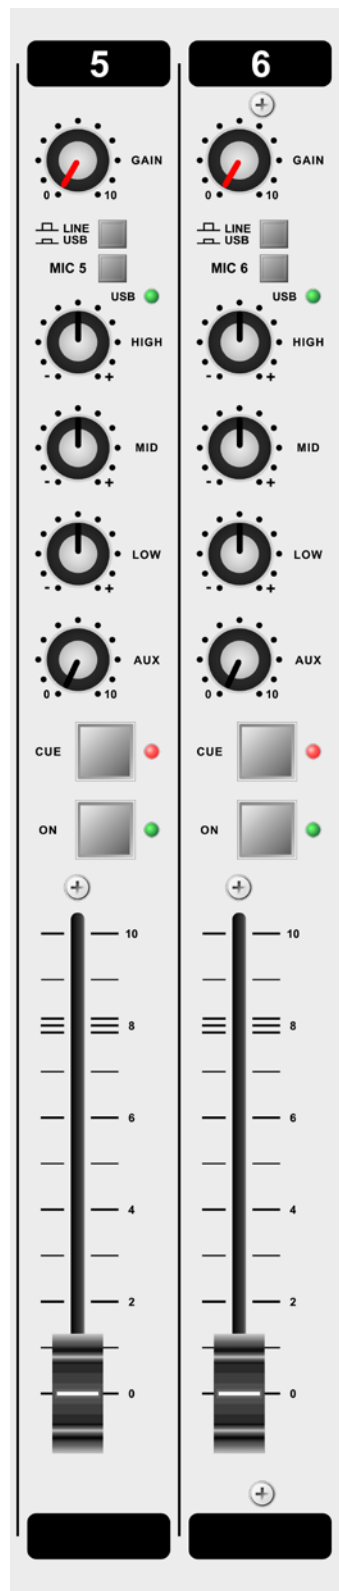 5 6
GAIN GAIN
0 10 0 10
LINE LINE
USB USB
MIC 5 MIC 6
USB USB
HIGH HIGH
- + - +
MID MID
- + - +
LOW LOW
- + - +
AUX AUX
0 10 0 10
CUE CUE
ON ON
10 10
8 8
6 6
4 4
2 2
0 0